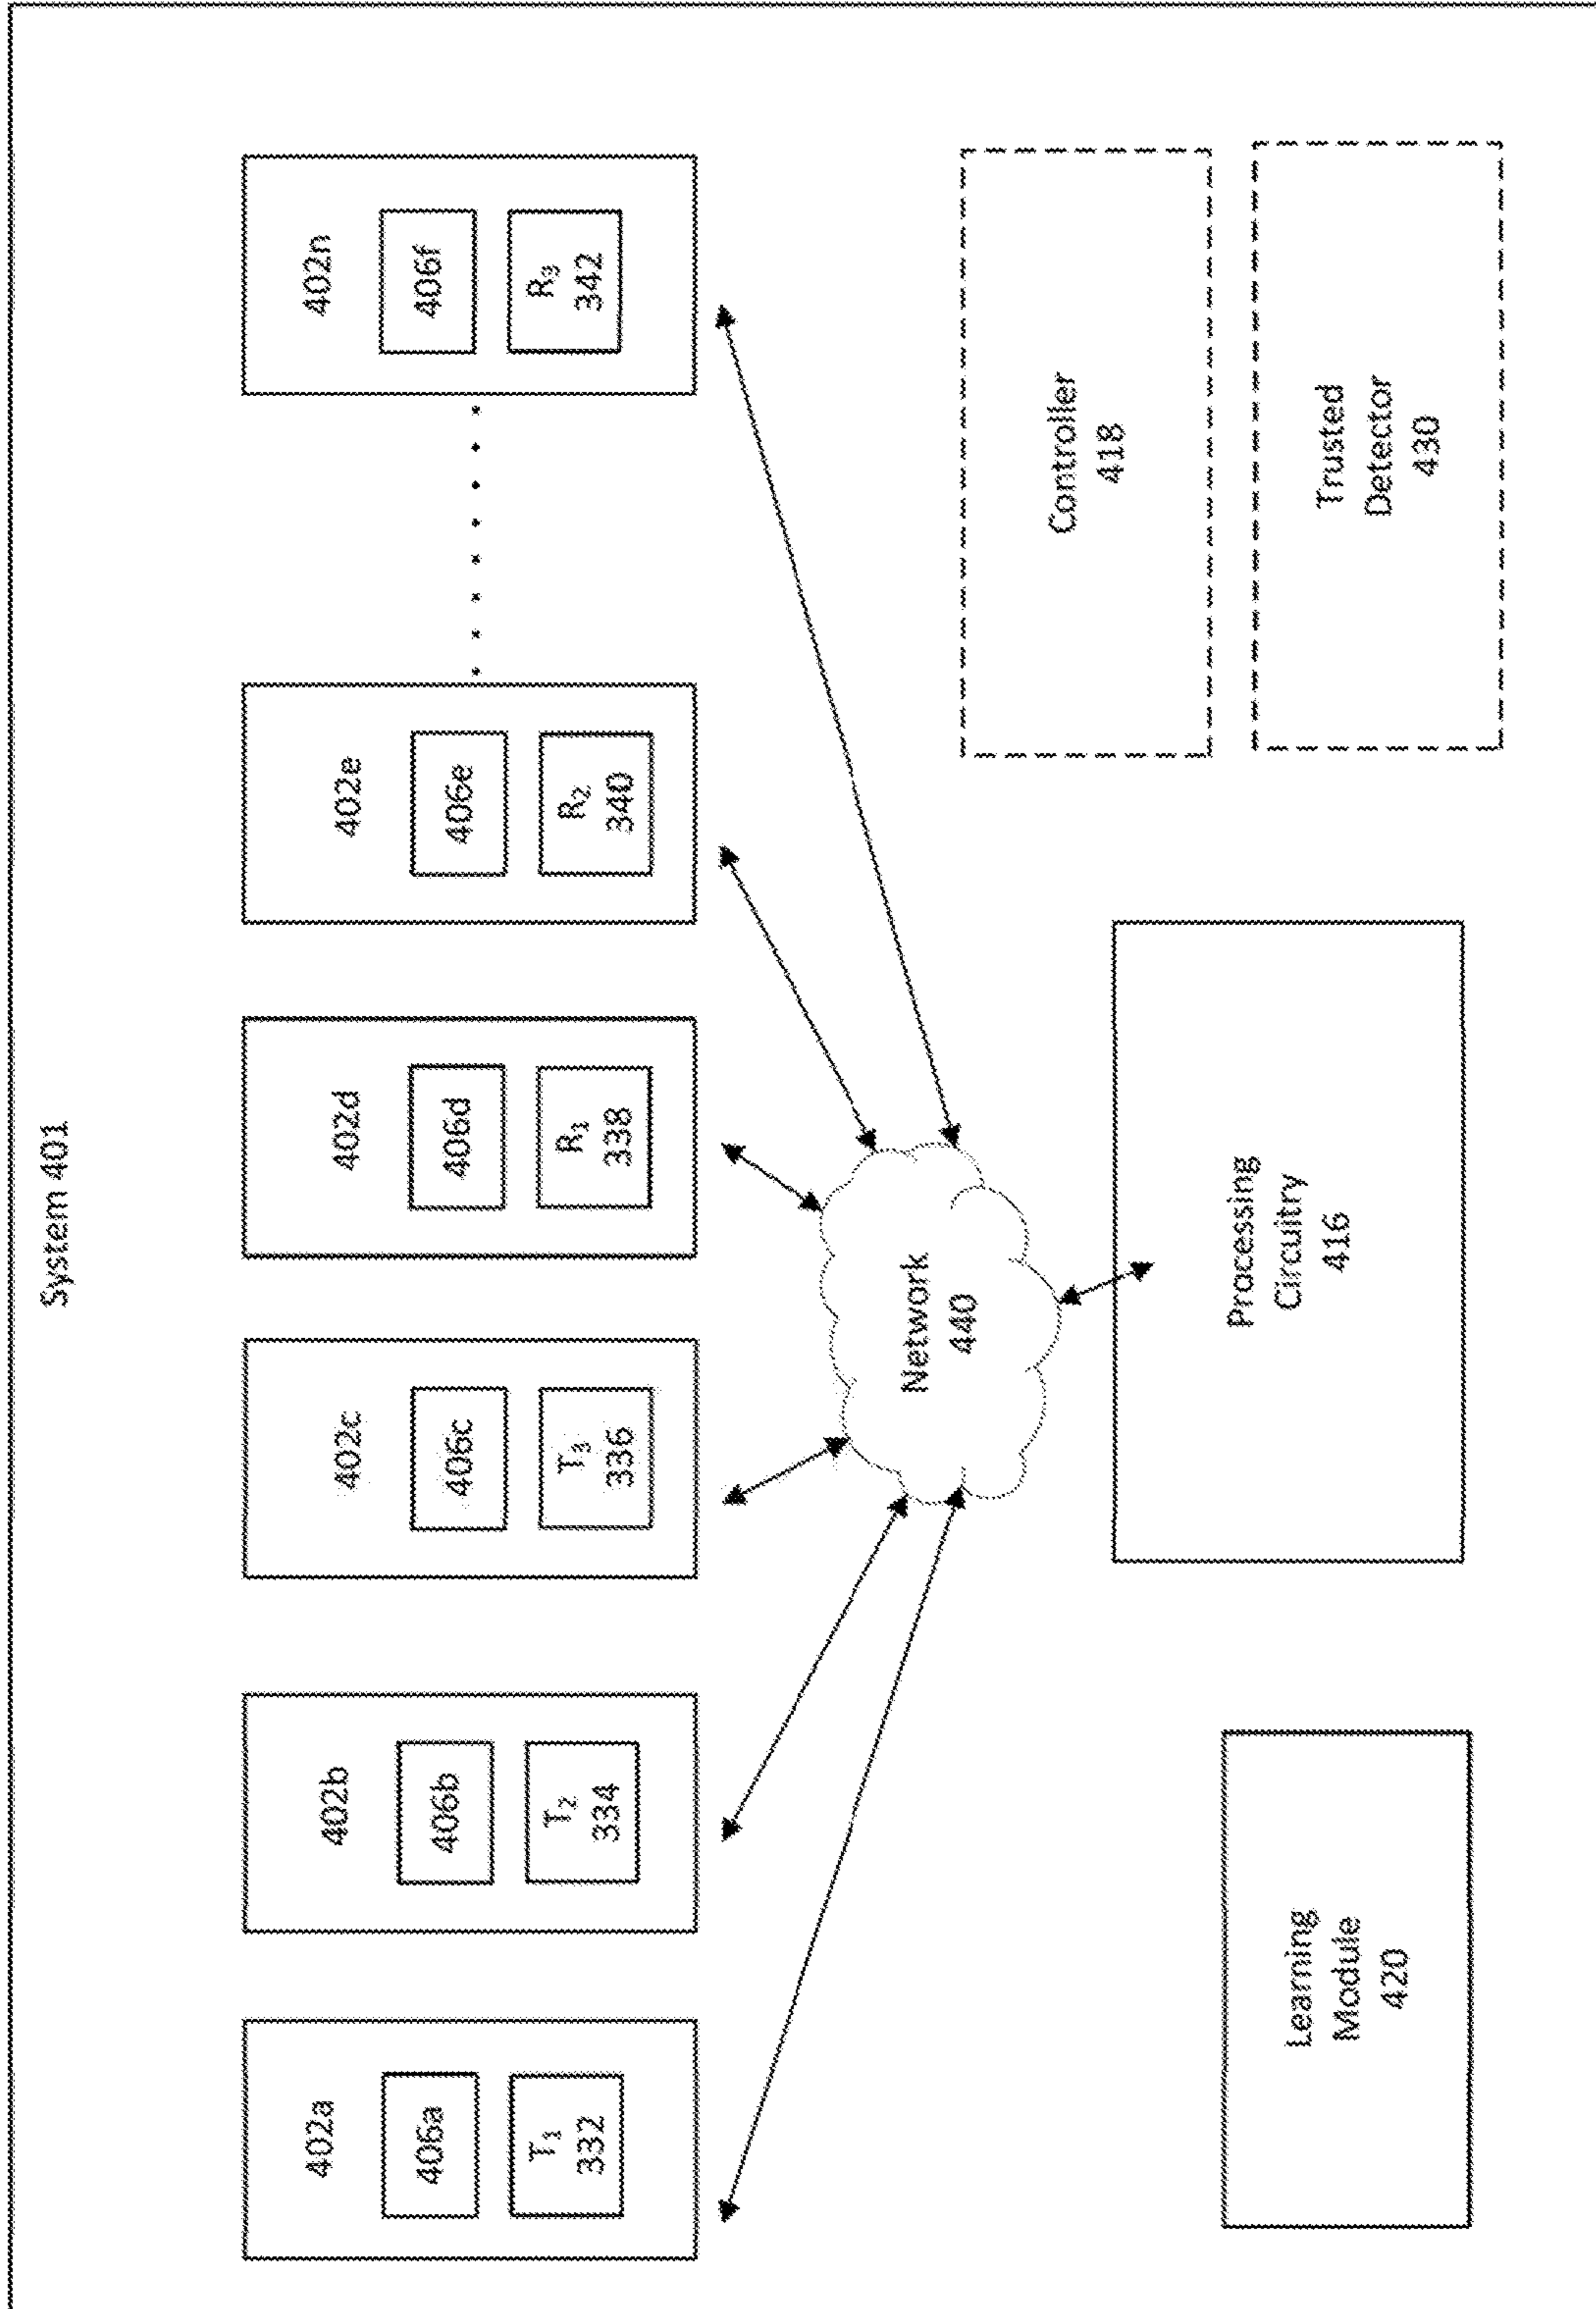 System 401
402a
406a
T₁
332
402b
406b
T₂
334
402c
406c
T₃
336
402d
406d
R₁
338
402e
406e
R₂
340
402n
406f
R₃
342
Network
440
Learning
Module
420
Processing
Circuitry
416
Controller
418
Trusted
Detector
430